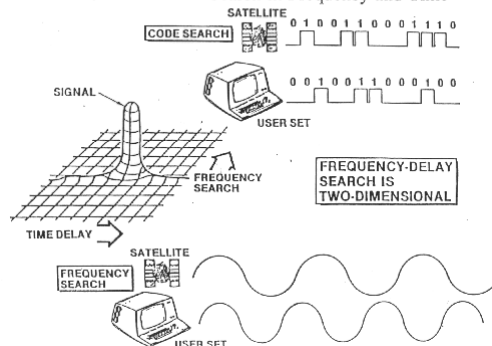 SATELLITE
CODE SEARCH
0 1 0 0 1 1 0 0 0 1 1 1 0
0 0 1 0 0 1 1 0 0 0 1 0 0
USER SET
SIGNAL
FREQUENCY
SEARCH
FREQUENCY-DELAY
SEARCH IS
TWO-DIMENSIONAL
TIME DELAY
SATELLITE
FREQUENCY
SEARCH
USER SET